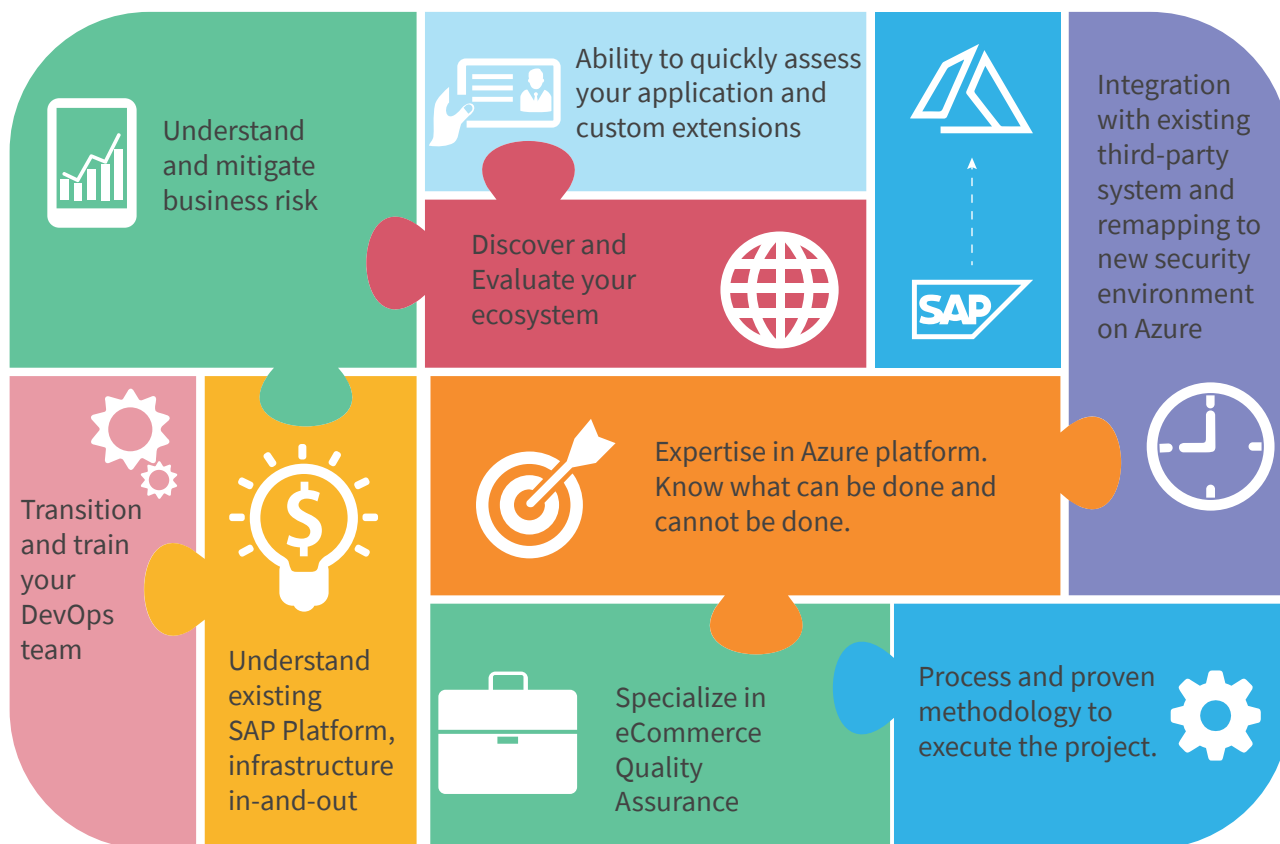 Understand
and mitigate
business risk
Ability to quickly assess
your application and
custom extensions
Discover and
Evaluate your
ecosystem
SAP
Integration
with existing
third-party
system and
remapping to
new security
environment
on Azure
Transition
and train
your
DevOps
team
$
Understand
existing
SAP Platform,
infrastructure
in-and-out
Expertise in Azure platform.
Know what can be done and
cannot be done.
Specialize in
eCommerce
Quality
Assurance
Process and proven
methodology to
execute the project.